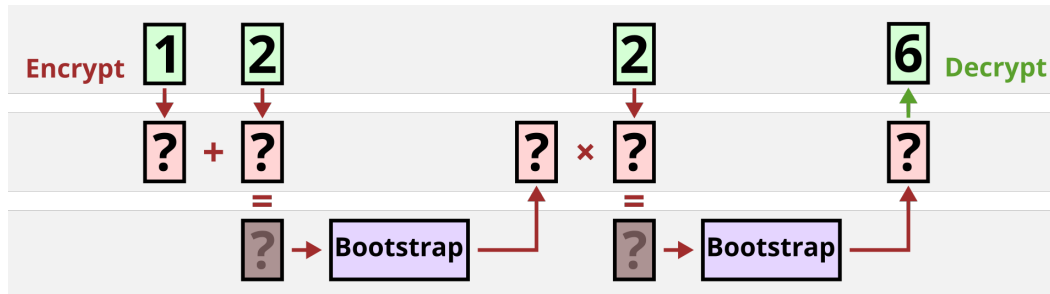 1 2 2 6
Encrypt Decrypt
? + ? ? × ? ?
= =
? Bootstrap ? Bootstrap